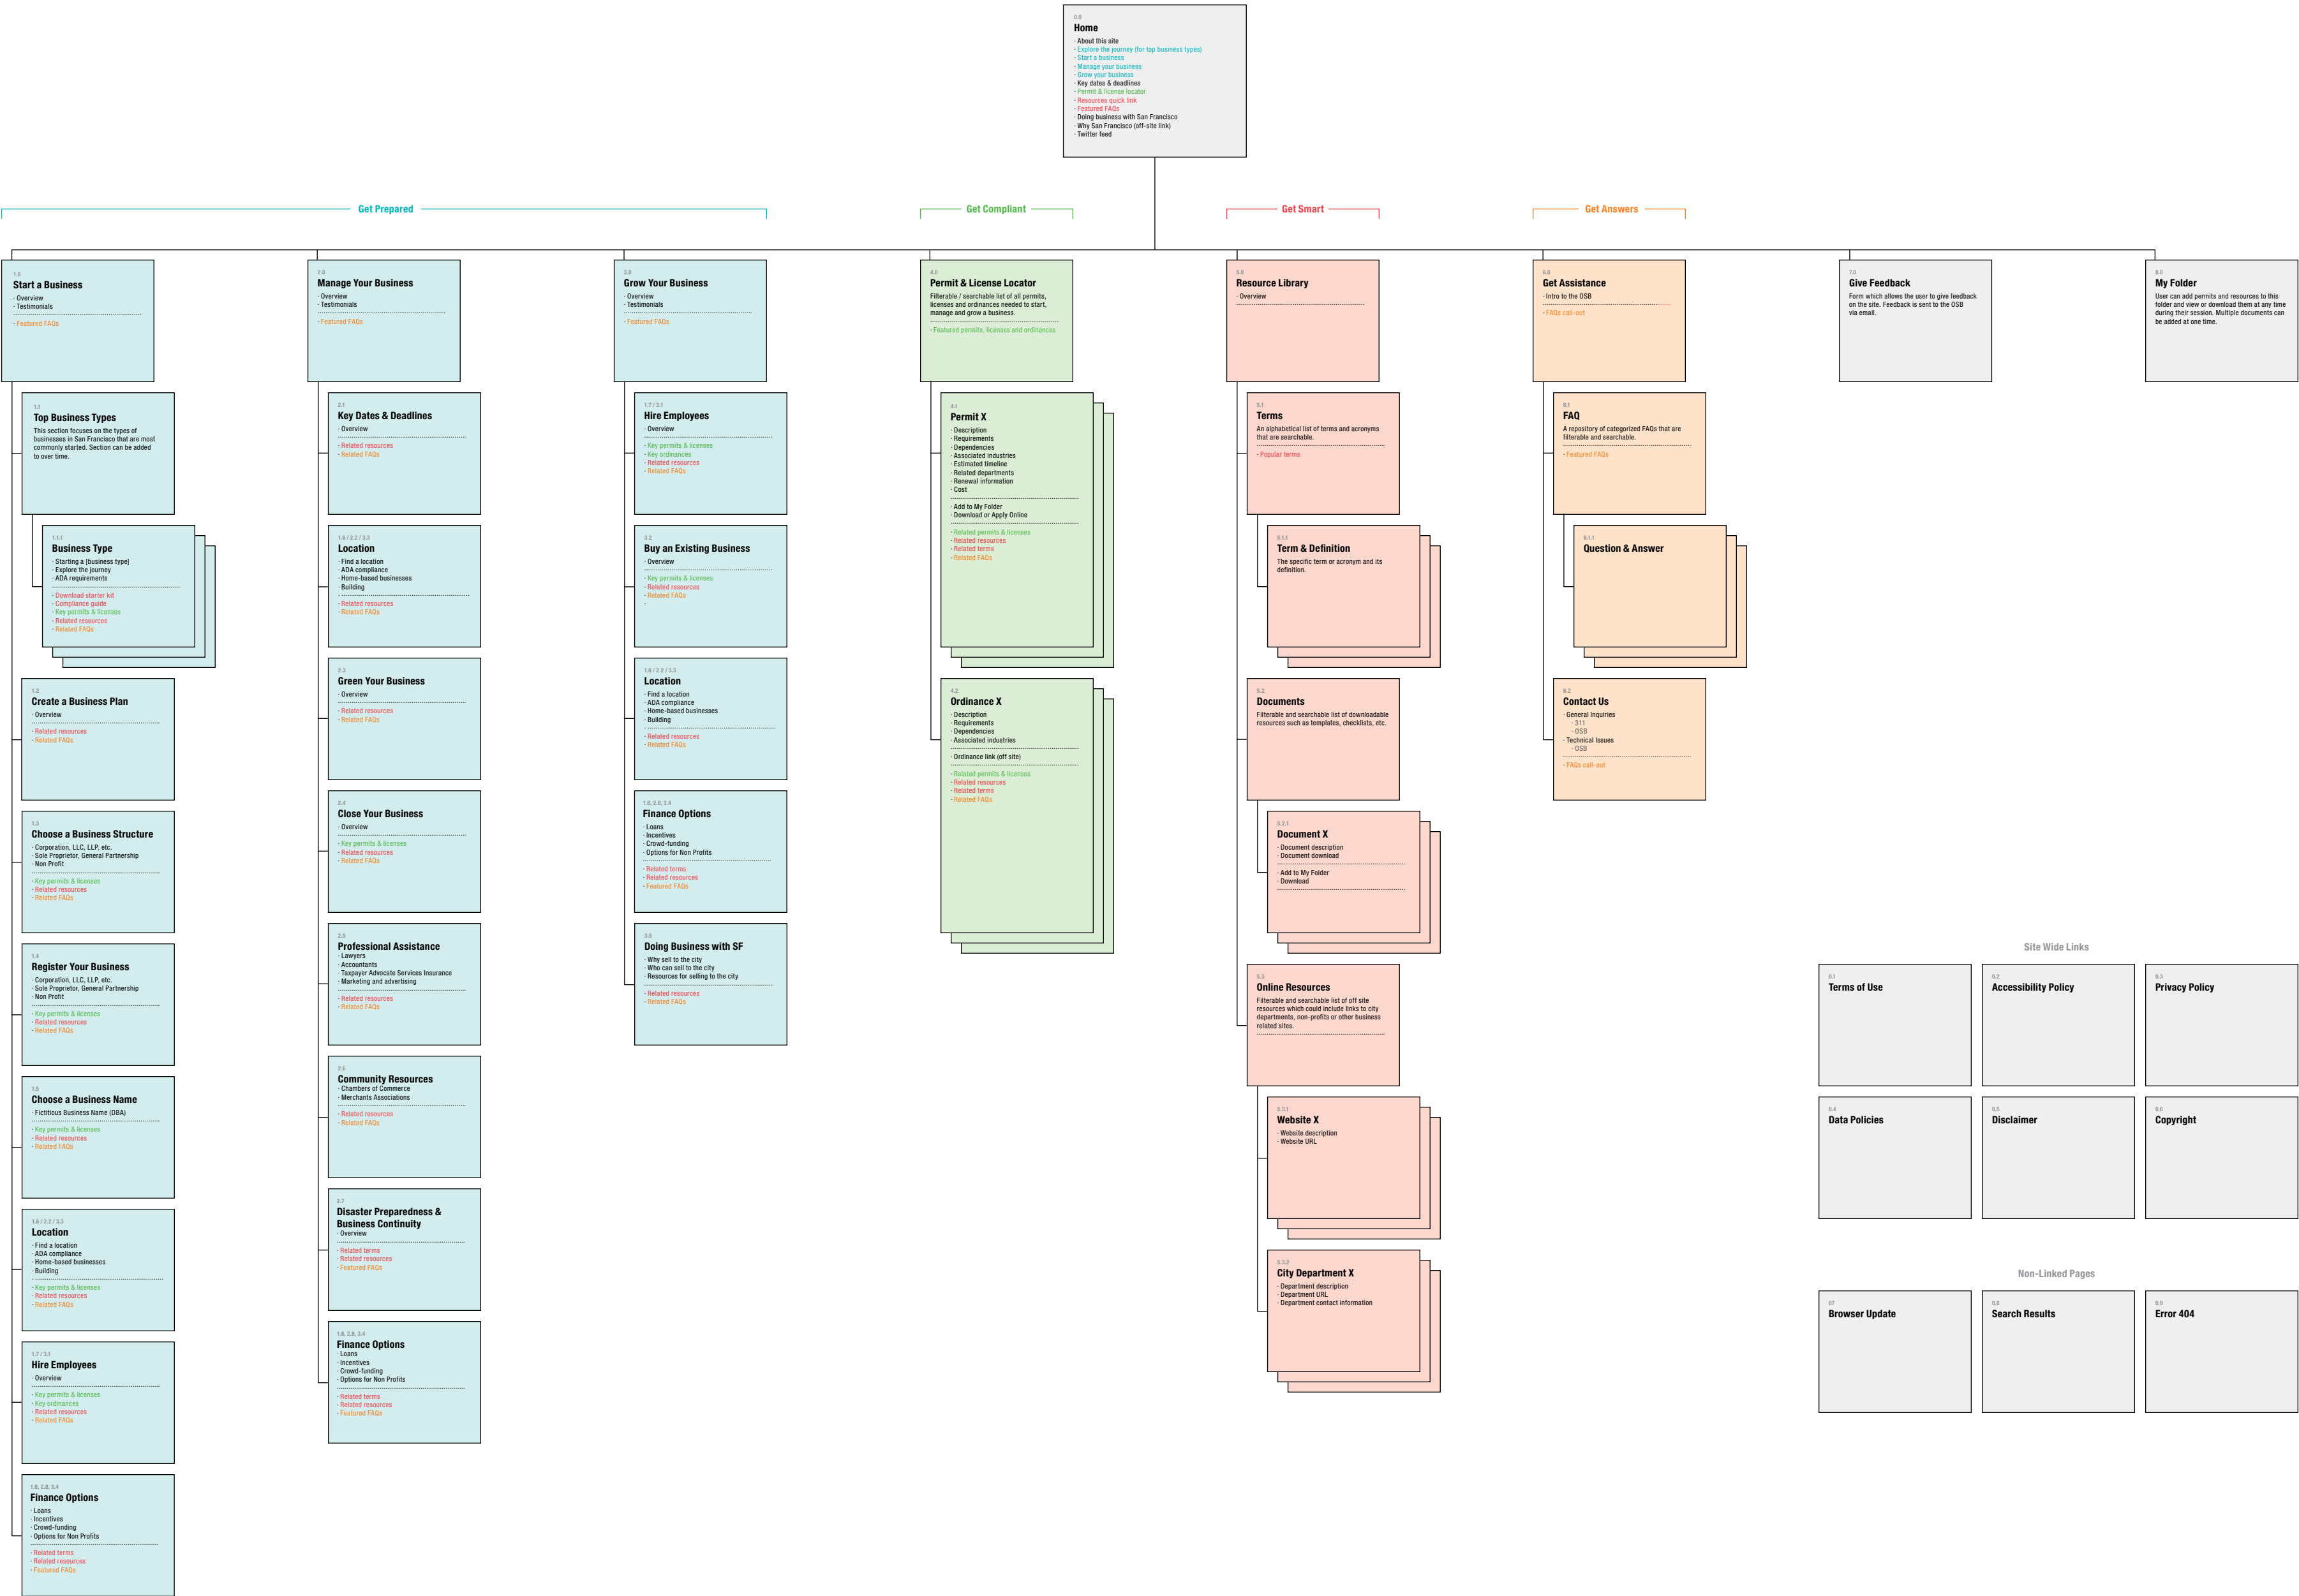 0.0
Home
· About this site
· Explore the journey (for top business types)
· Start a business
· Manage your business
· Grow your business
· Key dates & deadlines
· Permit & license locator
· Resources quick link
· Featured FAQs
· Doing business with San Francisco
· Why San Francisco (off-site link)
· Twitter feed
Get Prepared
Get Compliant
Get Smart
Get Answers
1.0
Start a Business
· Overview
· Testimonials
· Featured FAQs
1.1
Top Business Types
This section focuses on the types of
businesses in San Francisco that are most
commonly started. Section can be added
to over time.
1.1.1
Business Type
· Starting a [business type]
· Explore the journey
· ADA requirements
· Download starter kit
· Compliance guide
· Key permits & licenses
· Related resources
· Related FAQs
1.2
Create a Business Plan
· Overview
· Related resources
· Related FAQs
1.3
Choose a Business Structure
· Corporation, LLC, LLP, etc.
· Sole Proprietor, General Partnership
· Non Profit
· Key permits & licenses
· Related resources
· Related FAQs
1.4
Register Your Business
· Corporation, LLC, LLP, etc.
· Sole Proprietor, General Partnership
· Non Profit
· Key permits & licenses
· Related resources
· Related FAQs
1.5
Choose a Business Name
· Fictitious Business Name (DBA)
· Key permits & licenses
· Related resources
· Related FAQs
1.6 / 2.2 / 3.3
Location
· Find a location
· ADA compliance
· Home-based businesses
· Building
· Key permits & licenses
· Related resources
· Related FAQs
1.7 / 3.1
Hire Employees
· Overview
· Key permits & licenses
· Key ordinances
· Related resources
· Related FAQs
1.8, 2.8, 3.4
Finance Options
· Loans
· Incentives
· Crowd-funding
· Options for Non Profits
· Related terms
· Related resources
· Featured FAQs
2.0
Manage Your Business
· Overview
· Testimonials
· Featured FAQs
2.1
Key Dates & Deadlines
· Overview
· Related resources
· Related FAQs
1.6 / 2.2 / 3.3
Location
· Find a location
· ADA compliance
· Home-based businesses
· Building
· Related resources
· Related FAQs
2.3
Green Your Business
· Overview
· Related resources
· Related FAQs
2.4
Close Your Business
· Overview
· Key permits & licenses
· Related resources
· Related FAQs
2.5
Professional Assistance
· Lawyers
· Accountants
· Taxpayer Advocate Services Insurance
· Marketing and advertising
· Related resources
· Related FAQs
2.6
Community Resources
· Chambers of Commerce
· Merchants Associations
· Related resources
· Related FAQs
2.7
Disaster Preparedness &
Business Continuity
· Overview
· Related terms
· Related resources
· Featured FAQs
1.8, 2.8, 3.4
Finance Options
· Loans
· Incentives
· Crowd-funding
· Options for Non Profits
· Related terms
· Related resources
· Featured FAQs
3.0
Grow Your Business
· Overview
· Testimonials
· Featured FAQs
1.7 / 3.1
Hire Employees
· Overview
· Key permits & licenses
· Key ordinances
· Related resources
· Related FAQs
3.2
Buy an Existing Business
· Overview
· Key permits & licenses
· Related resources
· Related FAQs
·
1.6 / 2.2 / 3.3
Location
· Find a location
· ADA compliance
· Home-based businesses
· Building
· Related resources
· Related FAQs
1.8, 2.8, 3.4
Finance Options
· Loans
· Incentives
· Crowd-funding
· Options for Non Profits
· Related terms
· Related resources
· Featured FAQs
3.5
Doing Business with SF
· Why sell to the city
· Who can sell to the city
· Resources for selling to the city
· Related resources
· Related FAQs
4.0
Permit & License Locator
Filterable / searchable list of all permits,
licenses and ordinances needed to start,
manage and grow a business.
· Featured permits, licenses and ordinances
4.1
Permit X
· Description
· Requirements
· Dependencies
· Associated industries
· Estimated timeline
· Related departments
· Renewal information
· Cost
· Add to My Folder
· Download or Apply Online
· Related permits & licenses
· Related resources
· Related terms
· Related FAQs
4.2
Ordinance X
· Description
· Requirements
· Dependencies
· Associated industries
· Ordinance link (off site)
· Related permits & licenses
· Related resources
· Related terms
· Related FAQs
5.0
Resource Library
· Overview
5.1
Terms
An alphabetical list of terms and acronyms
that are searchable.
· Popular terms
5.1.1
Term & Definition
The specific term or acronym and its
definition.
5.2
Documents
Filterable and searchable list of downloadable
resources such as templates, checklists, etc.
5.2.1
Document X
· Document description
· Document download
· Add to My Folder
· Download
5.3
Online Resources
Filterable and searchable list of off site
resources which could include links to city
departments, non-profits or other business
related sites.
5.3.1
Website X
· Website description
· Website URL
5.3.2
City Department X
· Department description
· Department URL
· Department contact information
6.0
Get Assistance
· Intro to the OSB
· FAQs call-out
6.1
FAQ
A repository of categorized FAQs that are
filterable and searchable.
· Featured FAQs
6.1.1
Question & Answer
6.2
Contact Us
· General Inquiries
· 311
· OSB
· Technical Issues
· OSB
· FAQs call-out
7.0
Give Feedback
Form which allows the user to give feedback
on the site. Feedback is sent to the OSB
via email.
8.0
My Folder
User can add permits and resources to this
folder and view or download them at any time
during their session. Multiple documents can
be added at one time.
Site Wide Links
0.1
Terms of Use
0.2
Accessibility Policy
0.3
Privacy Policy
0.4
Data Policies
0.5
Disclaimer
0.6
Copyright
Non-Linked Pages
07
Browser Update
0.8
Search Results
0.9
Error 404